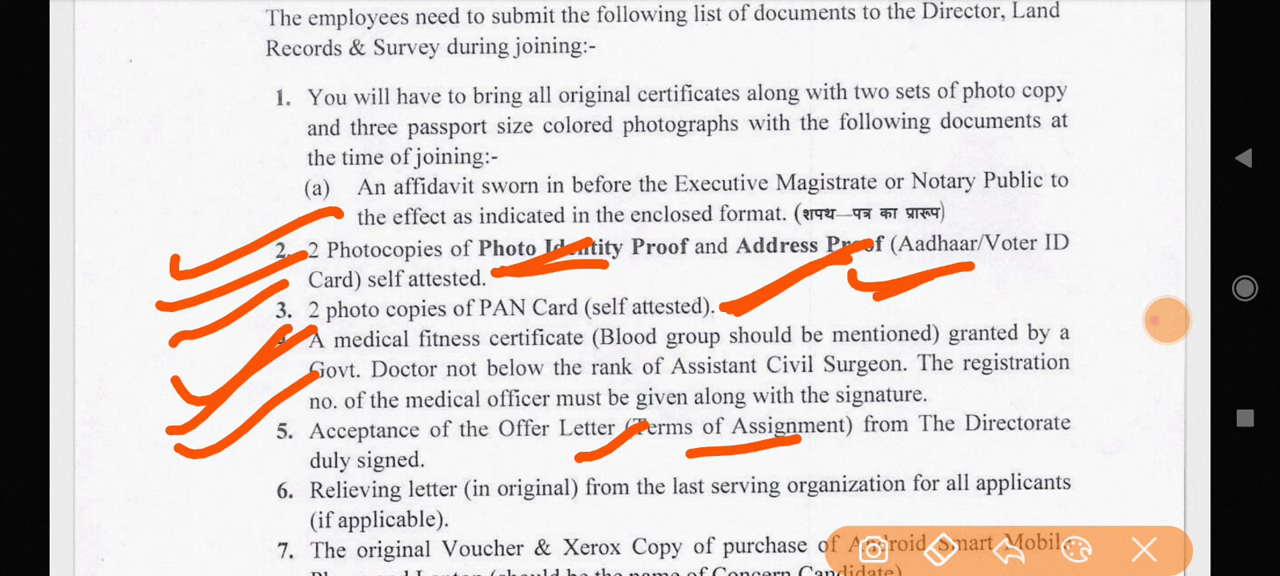 The employees need to submit the following list of documents to the Director, Land
Records & Survey during joining:-
1. You will have to bring all original certificates along with two sets of photo copy
and three passport size colored photographs with the following documents at
the time of joining:-
(a) An affidavit sworn in before the Executive Magistrate or Notary Public to
the effect as indicated in the enclosed format. (शपथ–पत्र का प्रारूप)
2. 2 Photocopies of Photo Identity Proof and Address Proof (Aadhaar/Voter ID
Card) self attested.
3. 2 photo copies of PAN Card (self attested).
A medical fitness certificate (Blood group should be mentioned) granted by a
Govt. Doctor not below the rank of Assistant Civil Surgeon. The registration
no. of the medical officer must be given along with the signature.
5. Acceptance of the Offer Letter (Terms of Assignment) from The Directorate
duly signed.
6. Relieving letter (in original) from the last serving organization for all applicants
(if applicable).
7. The original Voucher & Xerox Copy of purchase of Android Smart Mobile
Concern Candidate)